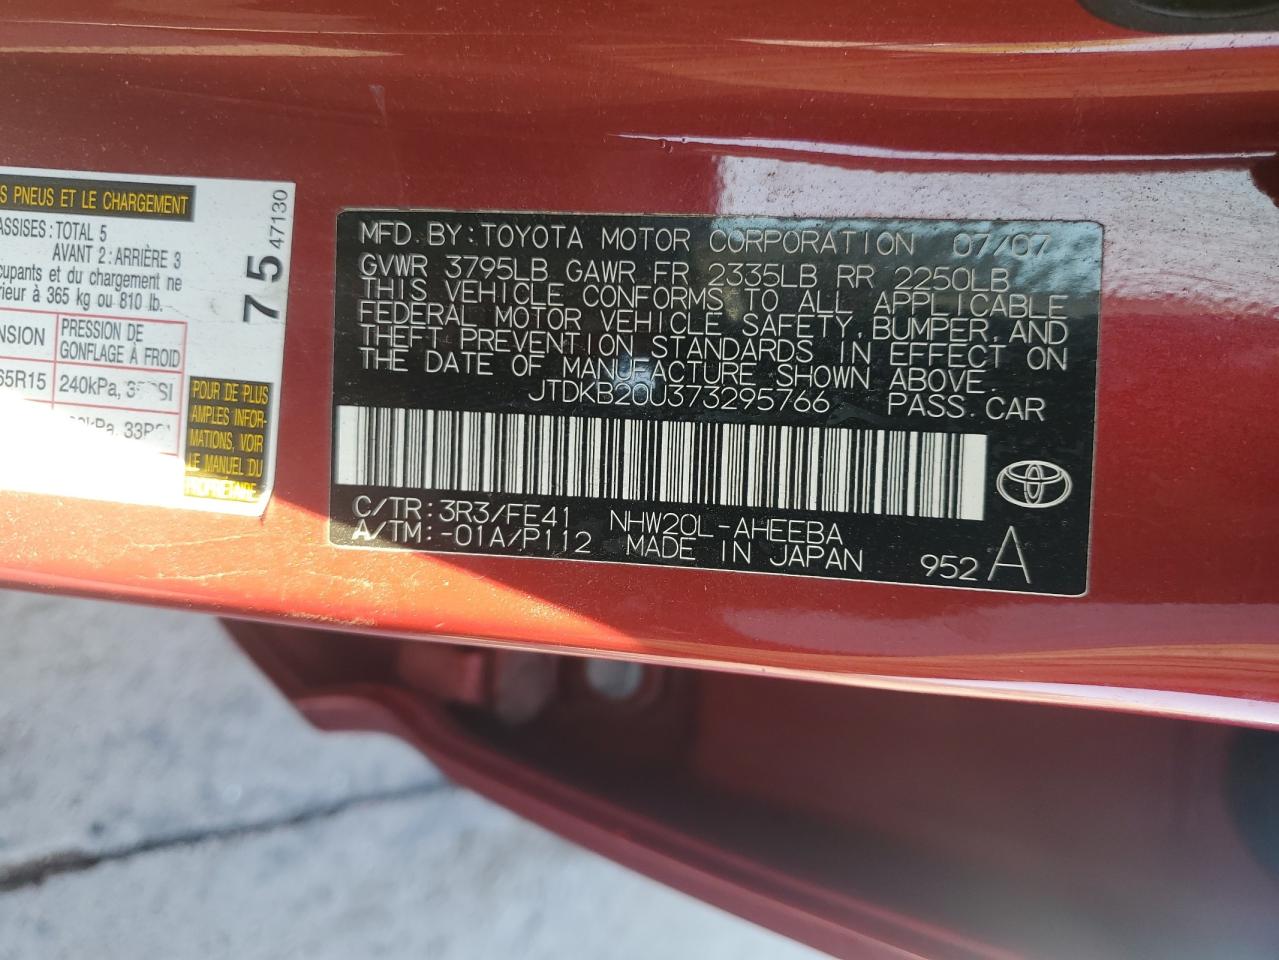 S PNEUS ET LE CHARGEMENT
ASSISES: TOTAL 5
AVANT 2: ARRIÈRE 3
cupants et du chargement ne
rieur à 365 kg ou 810 lb.
NSION
PRESSION DE
GONFLAGE À FROID
65R15
240kPa,
kPa, 33
POUR DE PLUS
AMPLES INFOR-
MATIONS, VOIR
LE MANUEL DU
PROPRIÉTAIRE
75 47130
MFD. BY: TOYOTA MOTOR CORPORATION 07/07
GVWR 3795LB GAWR FR 2335LB RR 2250LB
THIS VEHICLE CONFORMS TO ALL APPLICABLE
FEDERAL MOTOR VEHICLE SAFETY, BUMPER, AND
THEFT PREVENTION STANDARDS IN EFFECT ON
THE DATE OF MANUFACTURE SHOWN ABOVE.
JTDKB20U373295766 PASS. CAR
C/TR: 3R3/FE41 NHW20L-AHEEBA
A/TM: -01A/P112 MADE IN JAPAN 952 A